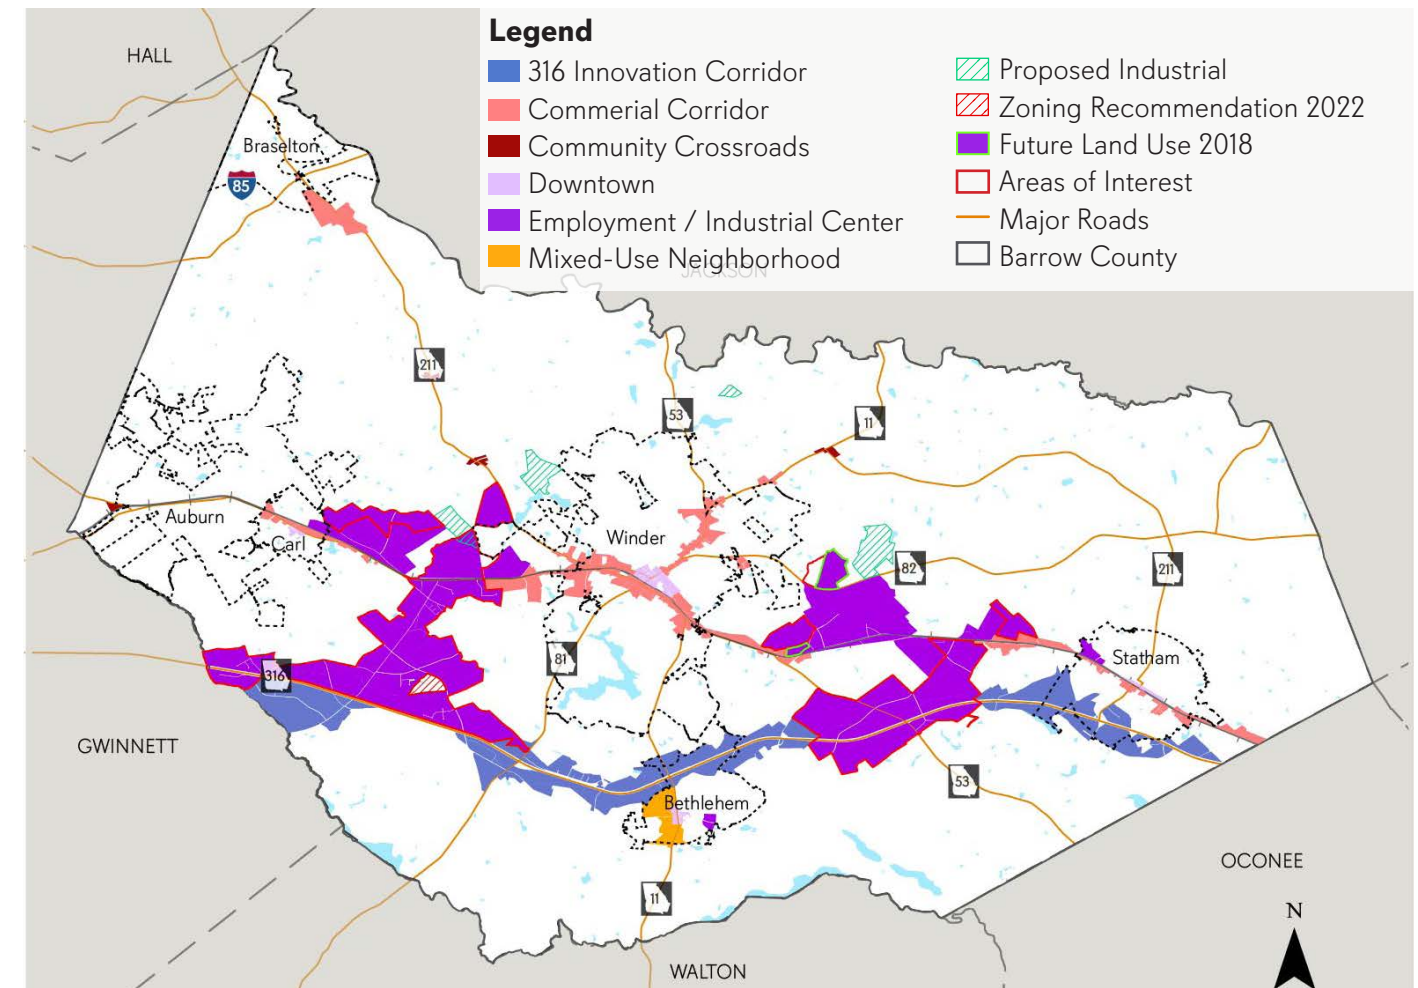 Legend
316 Innovation Corridor
Commerial Corridor
Community Crossroads
Downtown
Employment / Industrial Center
Mixed-Use Neighborhood
Proposed Industrial
Zoning Recommendation 2022
Future Land Use 2018
Areas of Interest
Major Roads
Barrow County
HALL
JACKSON
Braselton
85
211
53
11
Auburn
Carl
Winder
82
211
81
316
Statham
GWINNETT
Bethlehem
53
11
OCONEE
WALTON
N